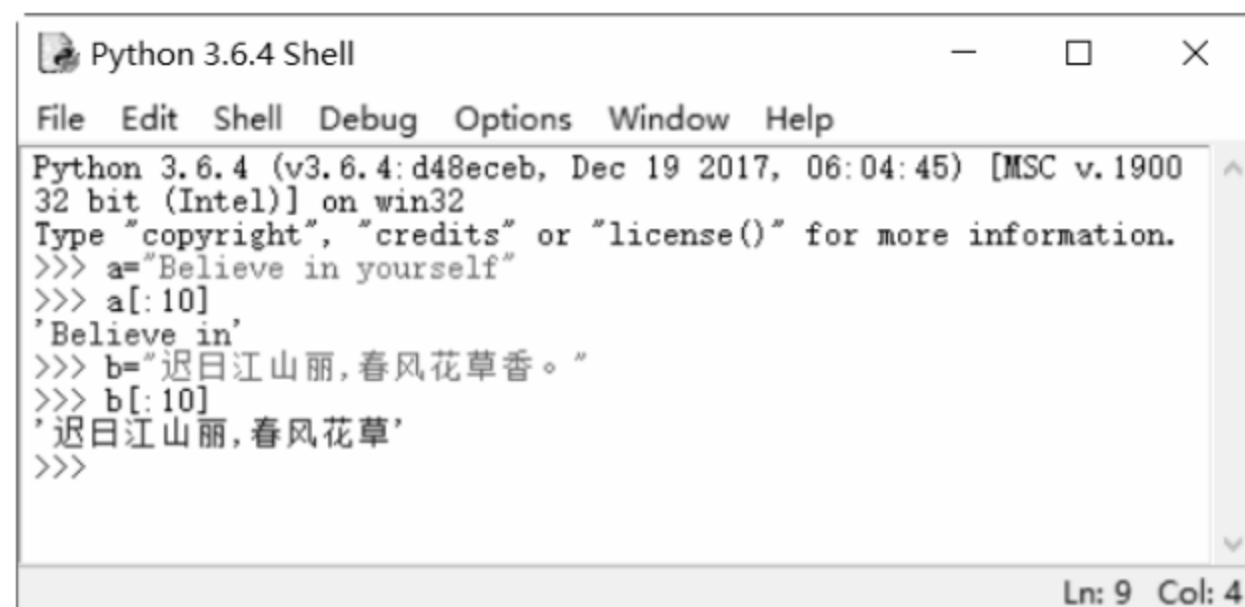 Python 3.6.4 Shell
File Edit Shell Debug Options Window Help
Python 3.6.4 (v3.6.4:d48eceb, Dec 19 2017, 06:04:45) [MSC v.1900
32 bit (Intel)] on win32
Type "copyright", "credits" or "license()" for more information.
>>> a="Believe in yourself"
>>> a[:10]
'Believe in'
>>> b="迟日江山丽,春风花草香。"
>>> b[:10]
'迟日江山丽,春风花草'
>>>
Ln: 9 Col: 4